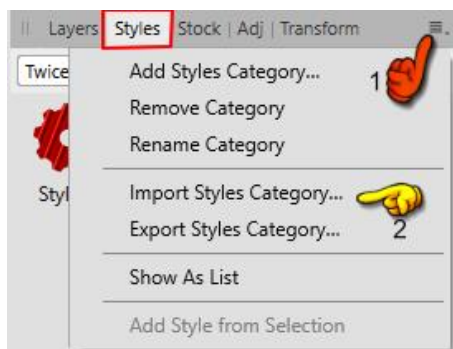 Layers Styles Stock | Adj | Transform
1
Twice
Add Styles Category...
Remove Category
Rename Category
Styl
Import Styles Category...
2
Export Styles Category...
Show As List
Add Style from Selection